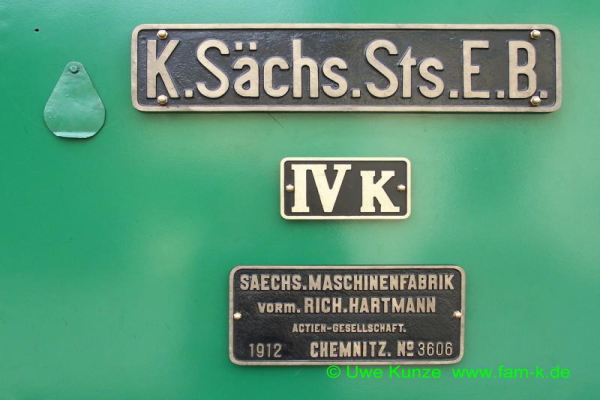 K.Sächs.Sts.E.B.
IV K
SAECHS. MASCHINENFABRIK
VORM. RICH. HARTMANN
ACTIEN-GESELLSCHAFT.
1912 CHEMNITZ. No 3606
© Uwe Kunze www.fam-k.de